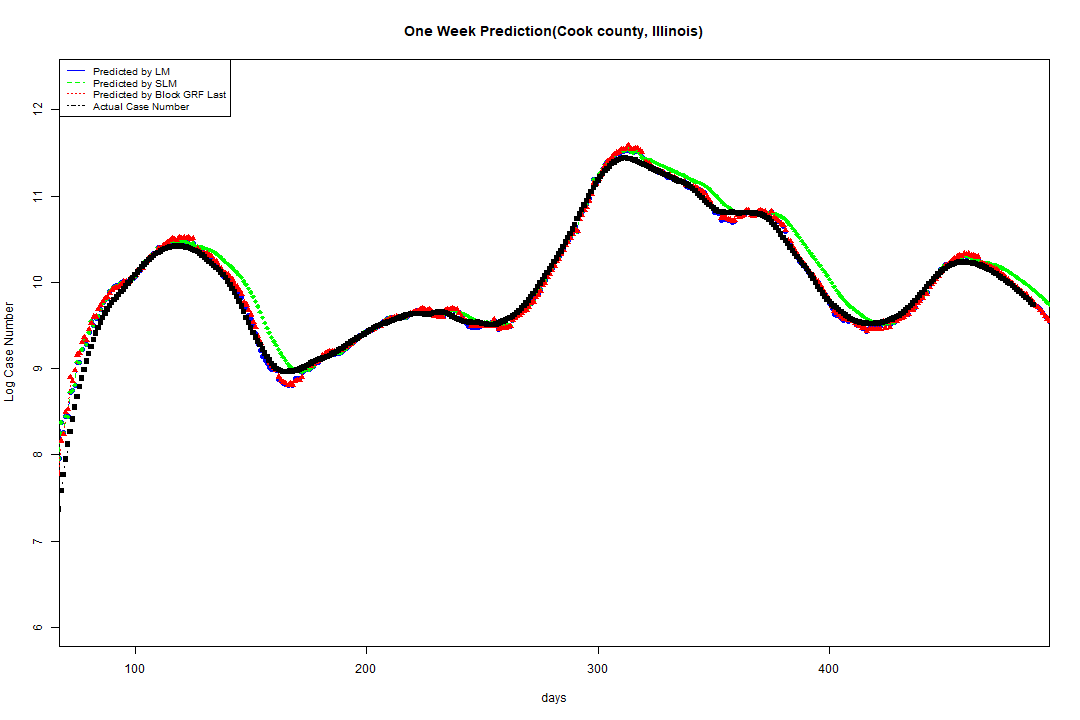 One Week Prediction(Cook county, Illinois)
Predicted by LM
Predicted by SLM
Predicted by Block GRF Last
Actual Case Number
12
11
10
9
8
7
6
Log Case Number
100 200 300 400
days